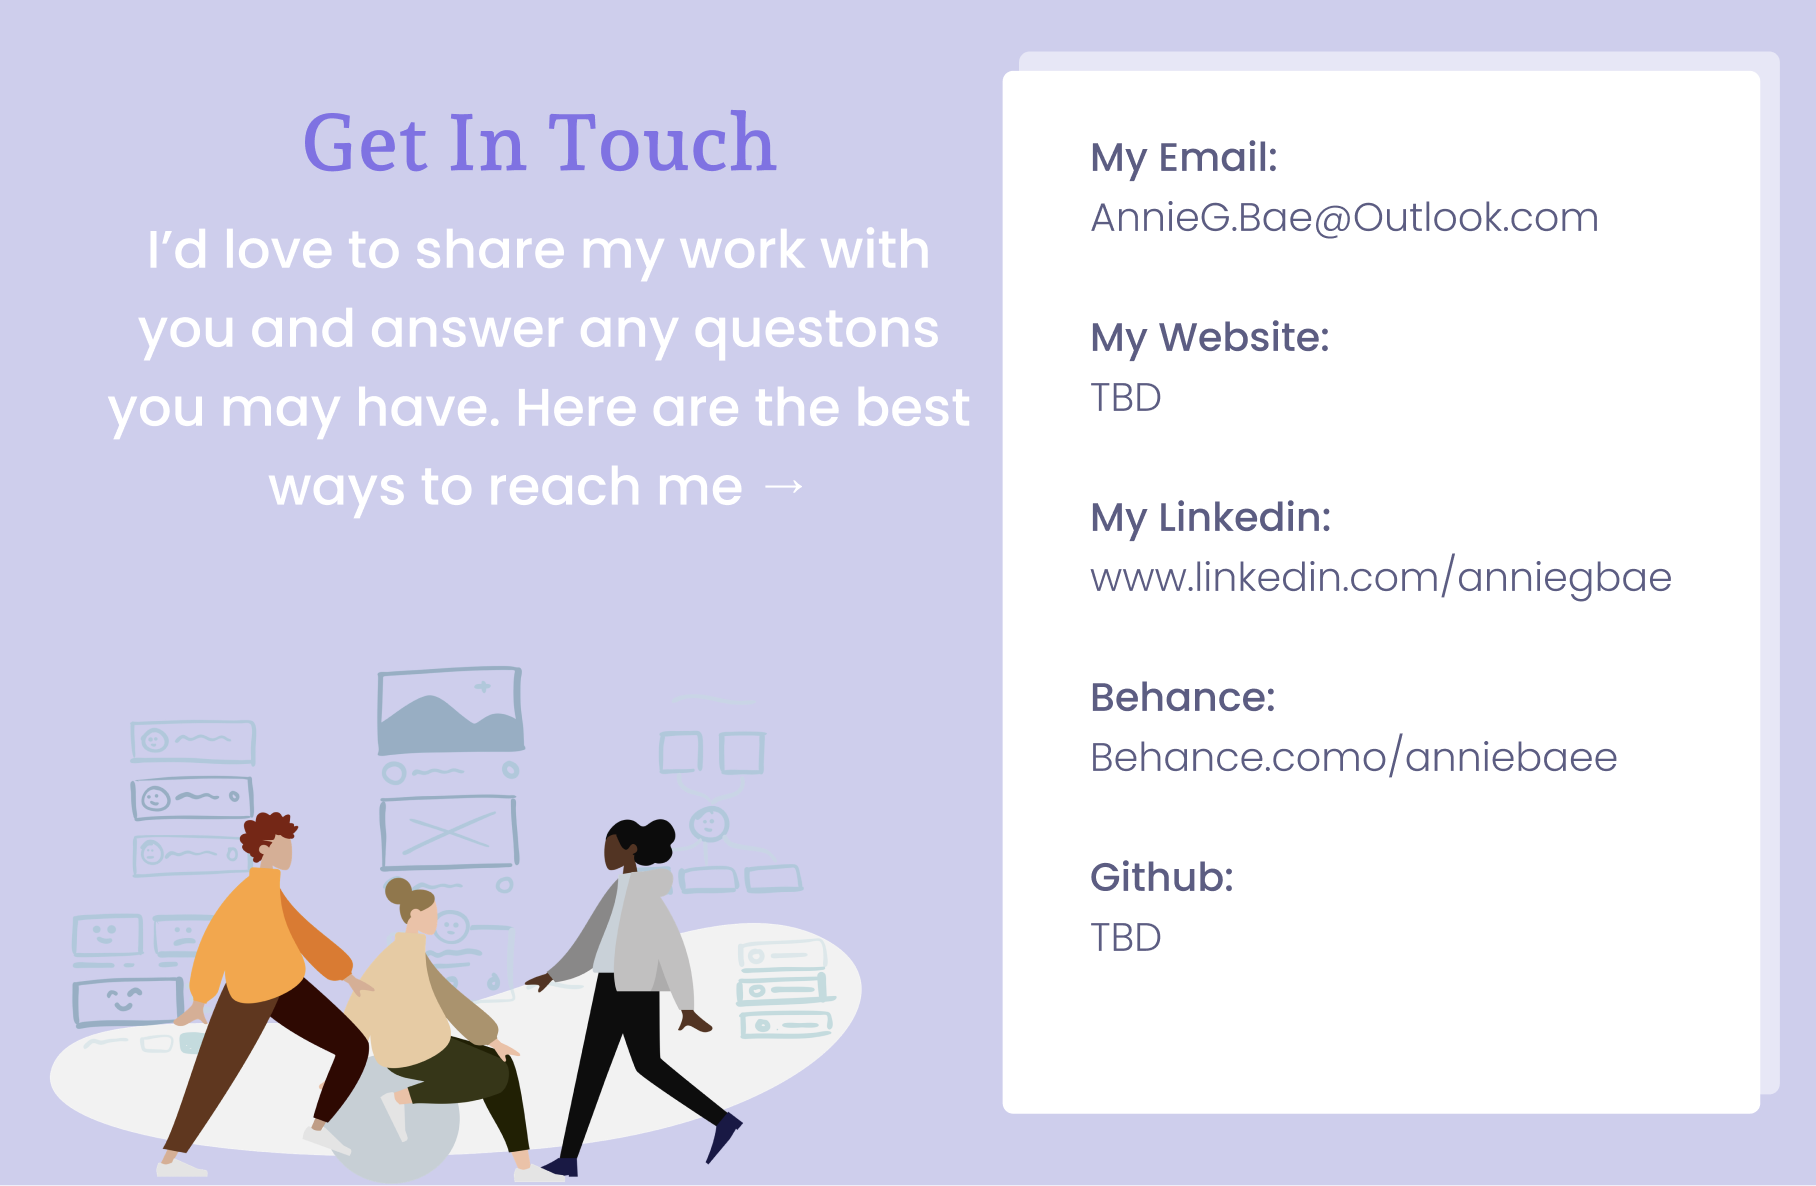 Get In Touch
I’d love to share my work with
you and answer any questons
you may have. Here are the best
ways to reach me →
My Email:
AnnieG.Bae@Outlook.com
My Website:
TBD
My Linkedin:
www.linkedin.com/anniegbae
Behance:
Behance.como/anniebaee
Github:
TBD